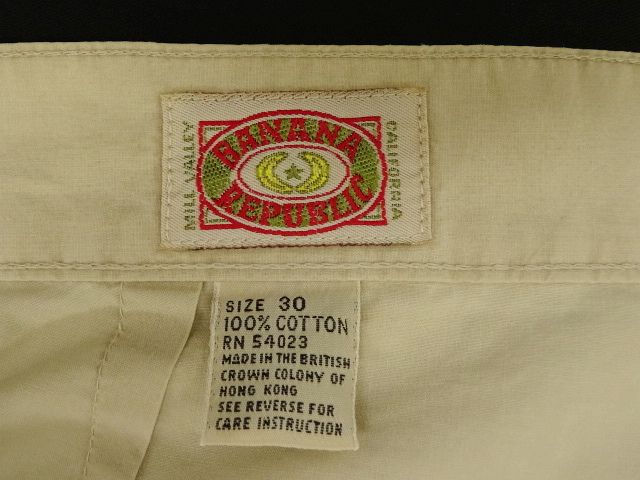 MILL VALLEY
BANANA
REPUBLIC
CALIFORNIA
SIZE 30
100% COTTON
RN 54023
MADE IN THE BRITISH
CROWN COLONY OF
HONG KONG
SEE REVERSE FOR
CARE INSTRUCTION